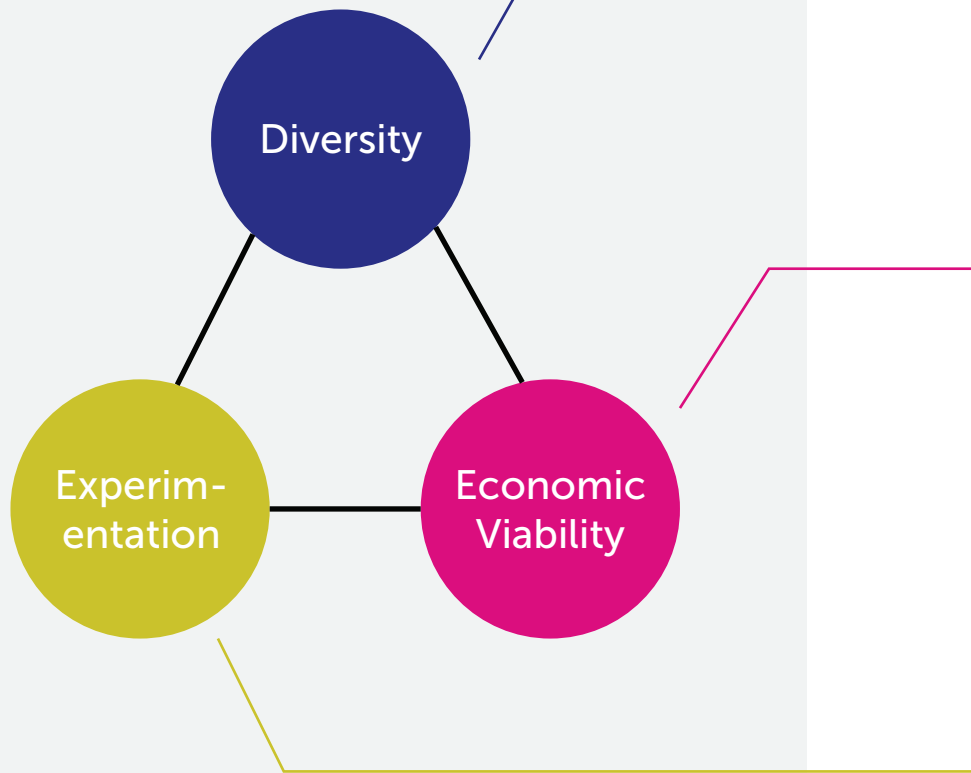 Diversity
Experim-
entation
Economic
Viability